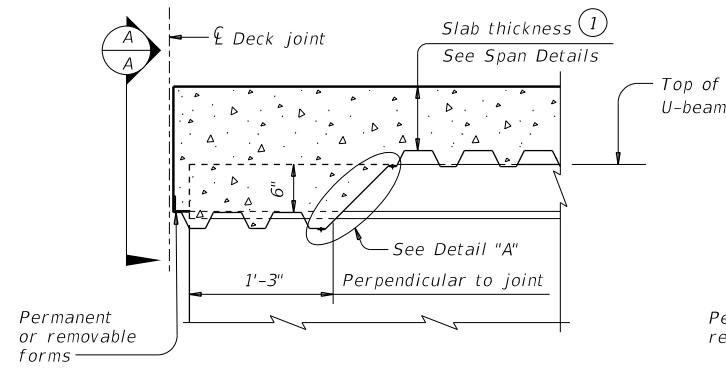 A
A
℄ Deck joint
Slab thickness 1
See Span Details
Top of
U-beam
6"
See Detail "A"
1'-3"
Perpendicular to joint
Permanent
or removable
forms
Pe
re